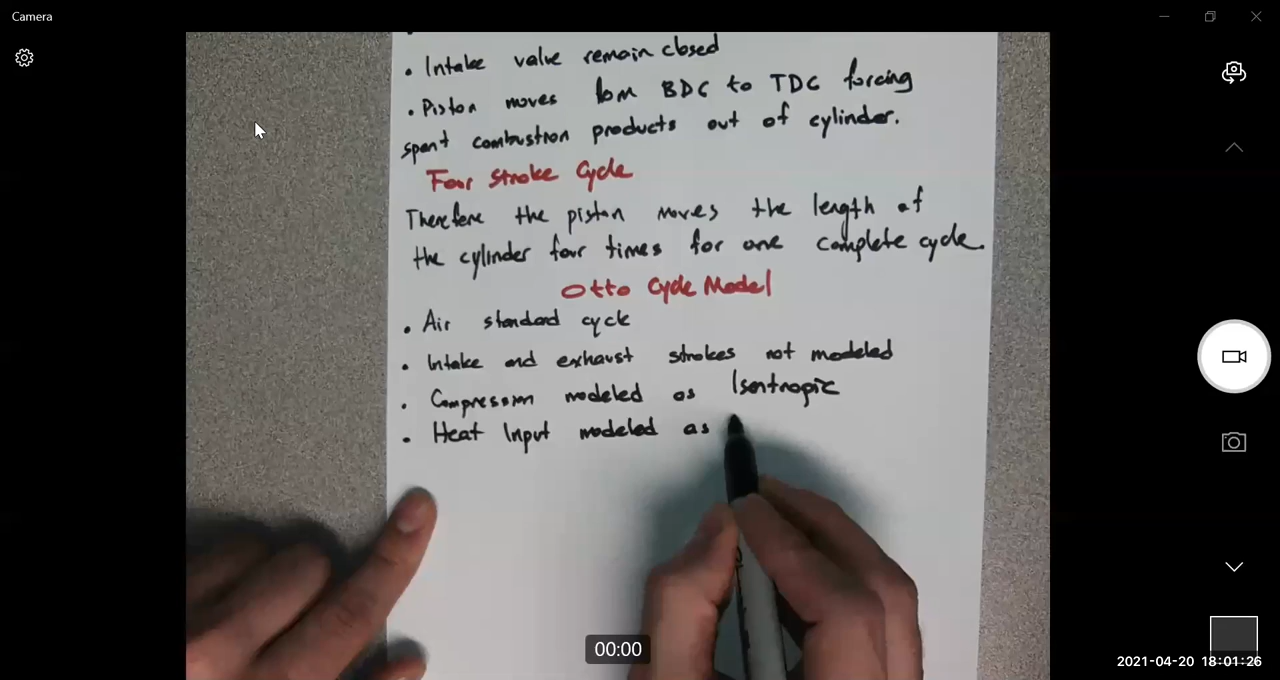 Camera
• Intake value remain closed
• Piston moves from BDC to TDC forcing
spent combustion products out of cylinder.
Four Stroke Cycle
Therefore the piston moves the length of
the cylinder four times for one complete cycle.
Otto Cycle Model
• Air standard cycle
• Intake and exhaust strokes not modeled
• Compression modeled as Isentropic
• Heat Input modeled as
00:00
2021-04-20 18:01:26